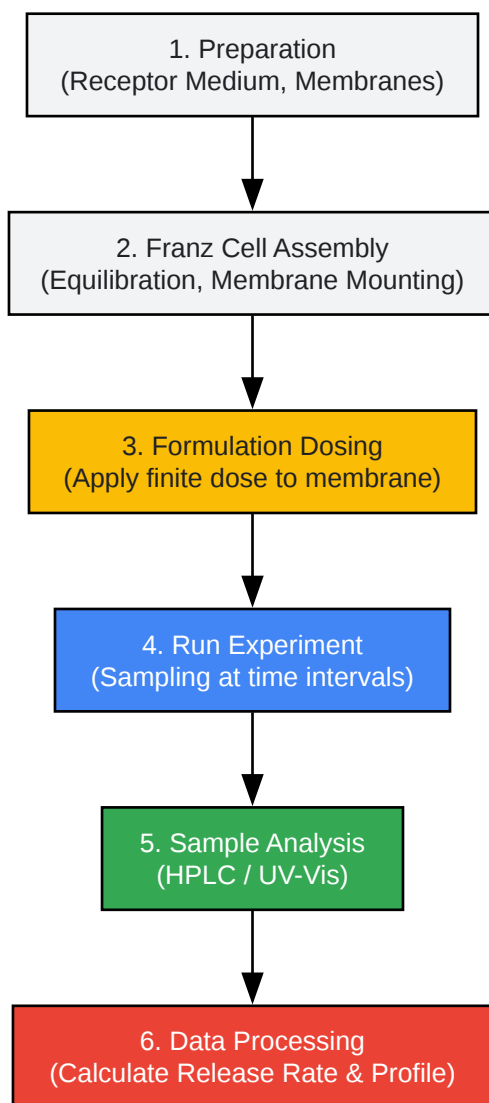 1. Preparation
(Receptor Medium, Membranes)
2. Franz Cell Assembly
(Equilibration, Membrane Mounting)
3. Formulation Dosing
(Apply finite dose to membrane)
4. Run Experiment
(Sampling at time intervals)
5. Sample Analysis
(HPLC / UV-Vis)
6. Data Processing
(Calculate Release Rate & Profile)